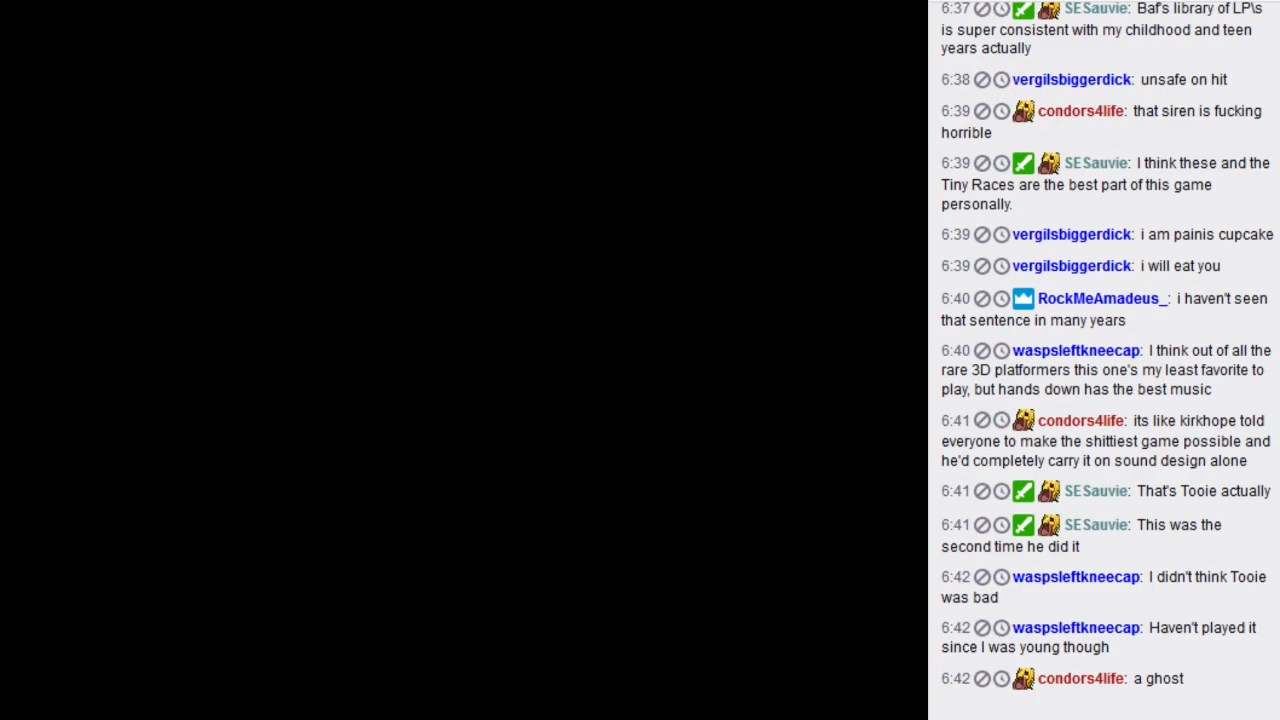 6:37 SESauvie: Baf's library of LP\s
is super consistent with my childhood and teen
years actually
6:38 vergilsbiggerdick: unsafe on hit
6:39 condors4life: that siren is fucking
horrible
6:39 SESauvie: I think these and the
Tiny Races are the best part of this game
personally.
6:39 vergilsbiggerdick: i am painis cupcake
6:39 vergilsbiggerdick: i will eat you
6:40 RockMeAmadeus_: i haven't seen
that sentence in many years
6:40 waspsleftkneecap: I think out of all the
rare 3D platformers this one's my least favorite to
play, but hands down has the best music
6:41 condors4life: its like kirkhope told
everyone to make the shittiest game possible and
he'd completely carry it on sound design alone
6:41 SESauvie: That's Tooie actually
6:41 SESauvie: This was the
second time he did it
6:42 waspsleftkneecap: I didn't think Tooie
was bad
6:42 waspsleftkneecap: Haven't played it
since I was young though
6:42 condors4life: a ghost